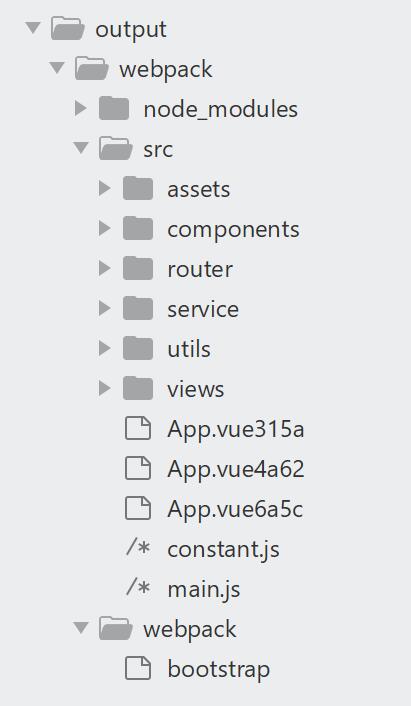 output
webpack
node_modules
src
assets
components
router
service
utils
views
App.vue315a
App.vue4a62
App.vue6a5c
/* constant.js
/* main.js
webpack
bootstrap